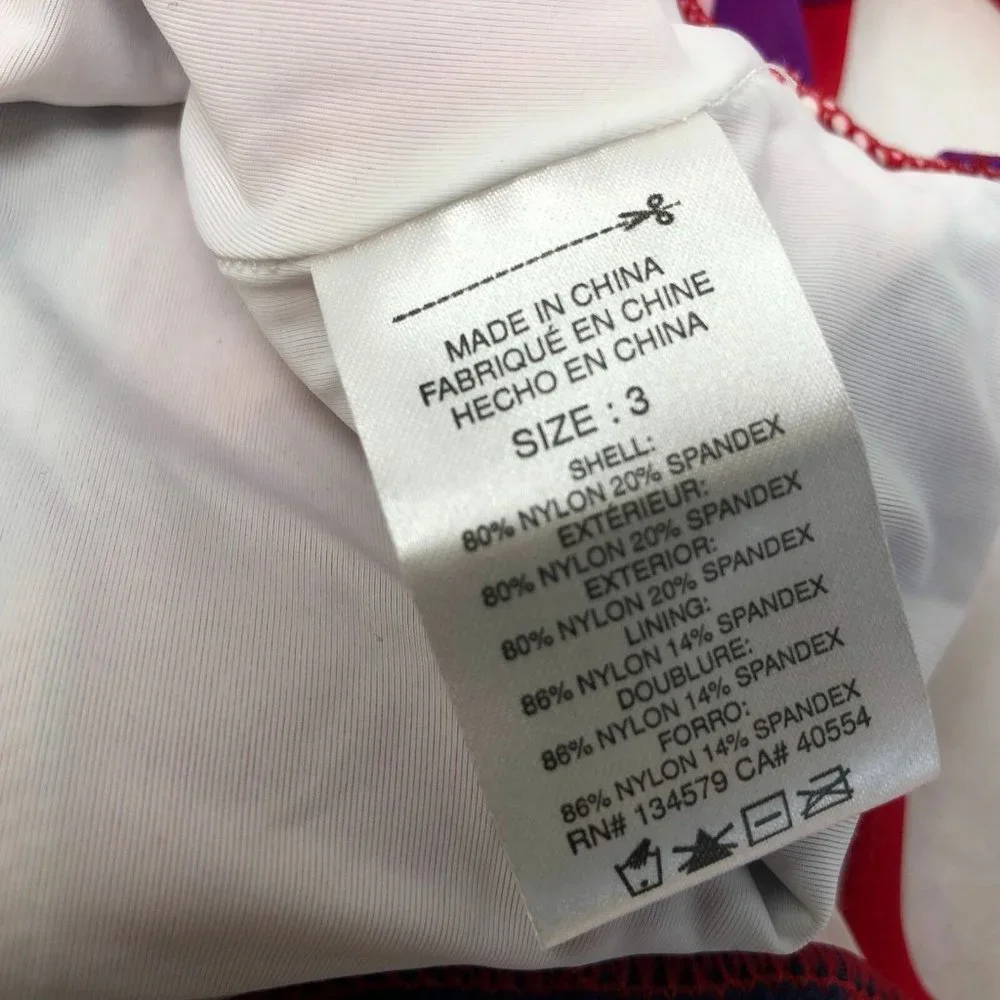 MADE IN CHINA
FABRIQUÉ EN CHINE
HECHO EN CHINA
SIZE : 3
SHELL:
80% NYLON 20% SPANDEX
EXTÉRIEUR:
80% NYLON 20% SPANDEX
EXTERIOR:
80% NYLON 20% SPANDEX
LINING:
86% NYLON 14% SPANDEX
DOUBLURE:
86% NYLON 14% SPANDEX
FORRO:
86% NYLON 14% SPANDEX
RN# 134579 CA# 40554